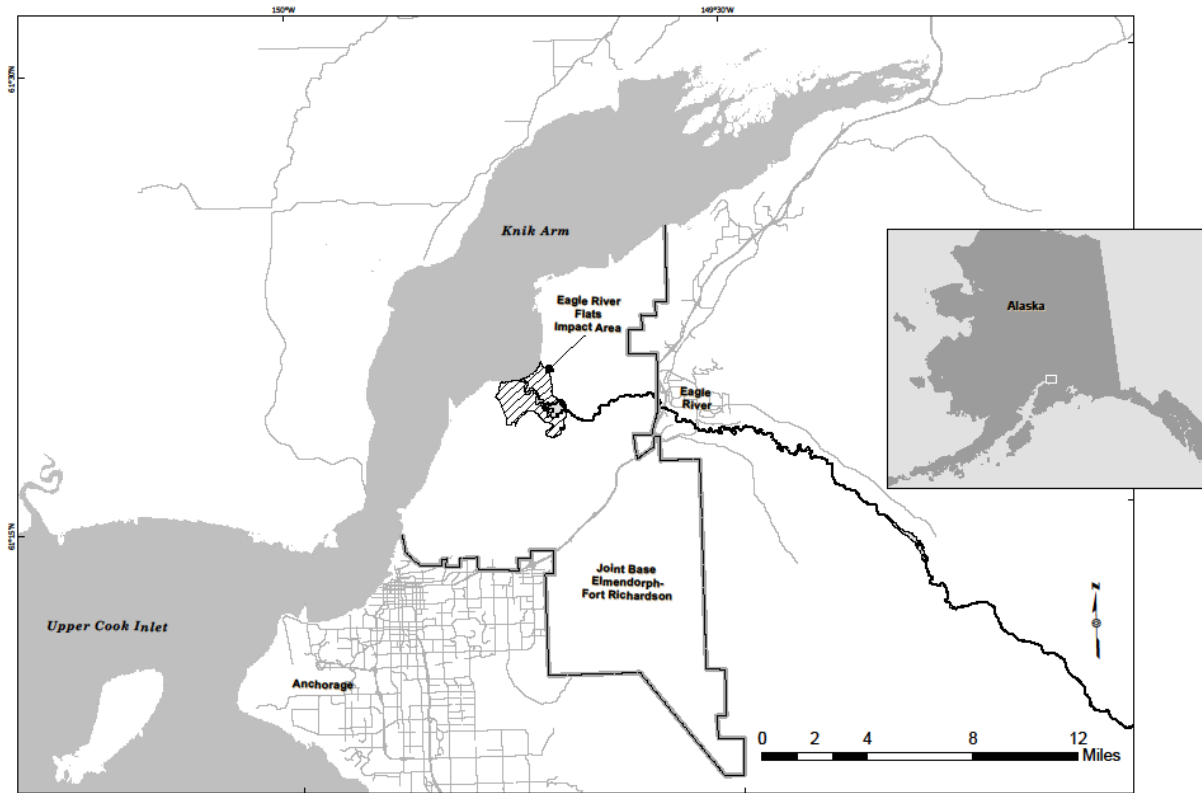 150°W
149°30'W
61°30'N
Knik Arm
Eagle River
Flats
Impact Area
Alaska
Eagle
River
61°15'N
Joint Base
Elmendorph-
Fort Richardson
N
Upper Cook Inlet
Anchorage
0 2 4 8 12
Miles